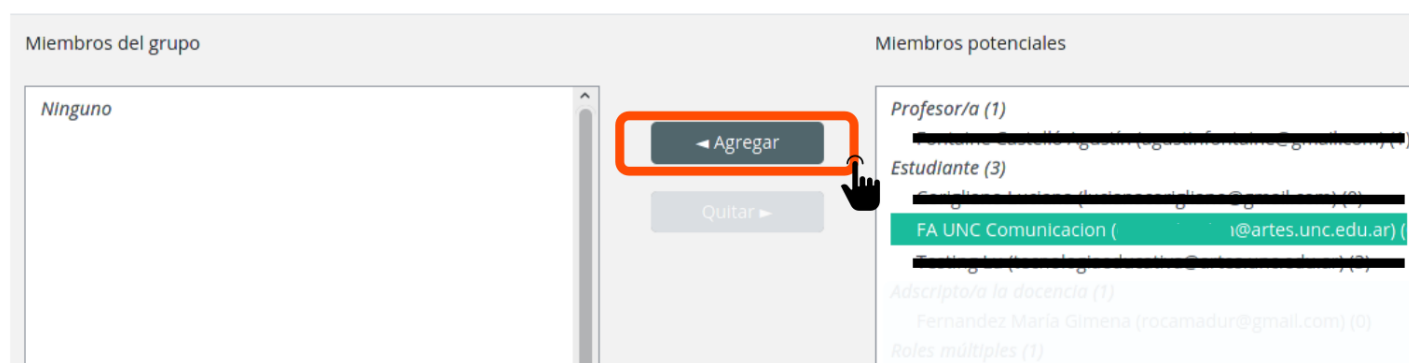 Miembros del grupo
Ninguno
◄ Agregar
Quitar ►
Miembros potenciales
Profesor/a (1)
Estudiante (3)
FA UNC Comunicacion ( @artes.unc.edu.ar) (
Adscripto/a la docencia (1)
Fernandez María Gimena (rocamadur@gmail.com) (0)
Roles múltiples (1)